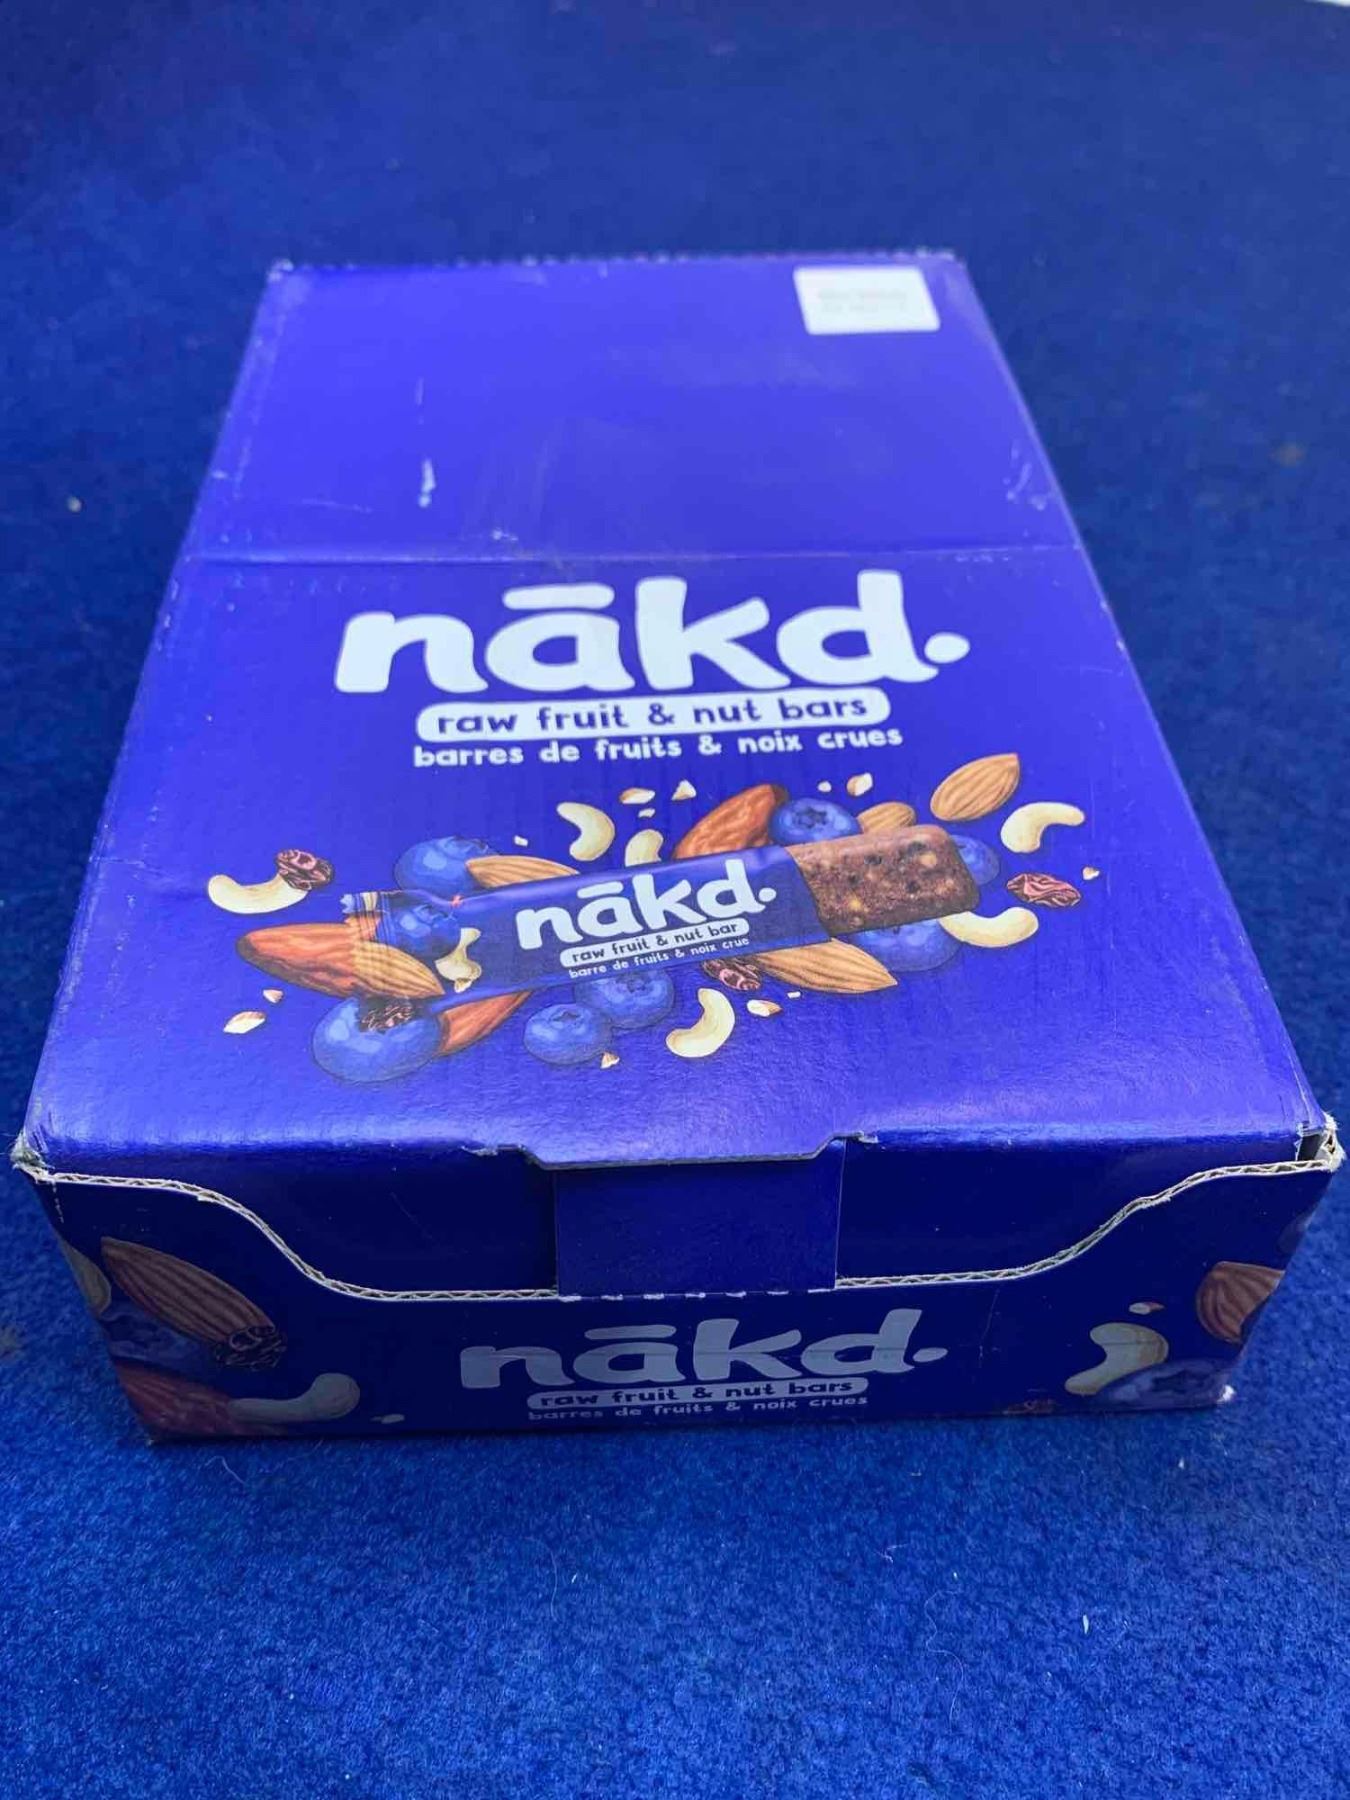 nākd.
raw fruit & nut bars
barres de fruits & noix crues
nākd.
raw fruit & nut bar
barre de fruits & noix crue
nākd.
raw fruit & nut bars
barres de fruits & noix crues